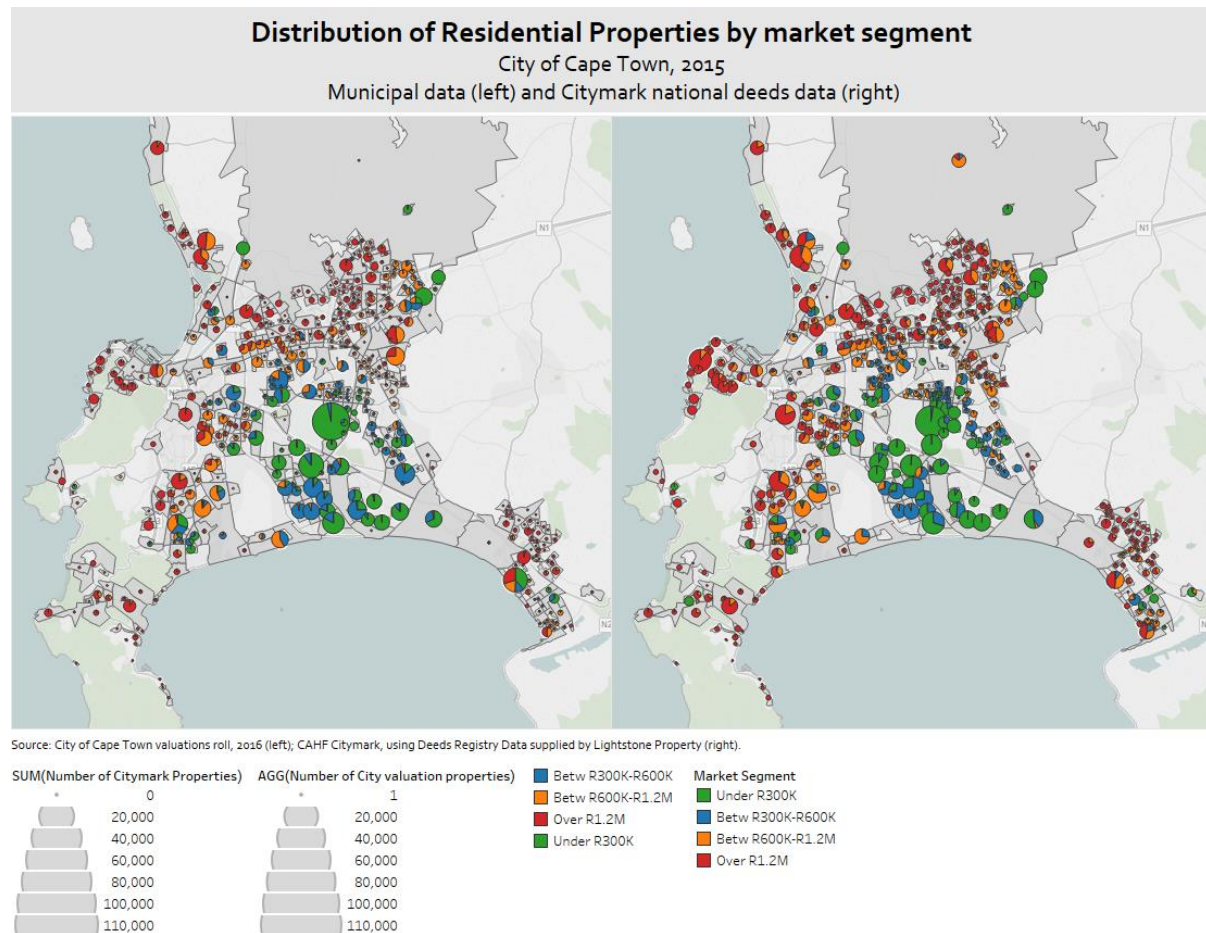 Distribution of Residential Properties by market segment
City of Cape Town, 2015
Municipal data (left) and Citymark national deeds data (right)
N1
N1
N2
N
Source: City of Cape Town valuations roll, 2016 (left); CAHF Citymark, using Deeds Registry Data supplied by Lightstone Property (right).
SUM(Number of Citymark Properties)
0
20,000
40,000
60,000
80,000
100,000
110,000
AGG(Number of City valuation properties)
1
20,000
40,000
60,000
80,000
100,000
110,000
Betw R300K-R600K
Betw R600K-R1.2M
Over R1.2M
Under R300K
Market Segment
Under R300K
Betw R300K-R600K
Betw R600K-R1.2M
Over R1.2M